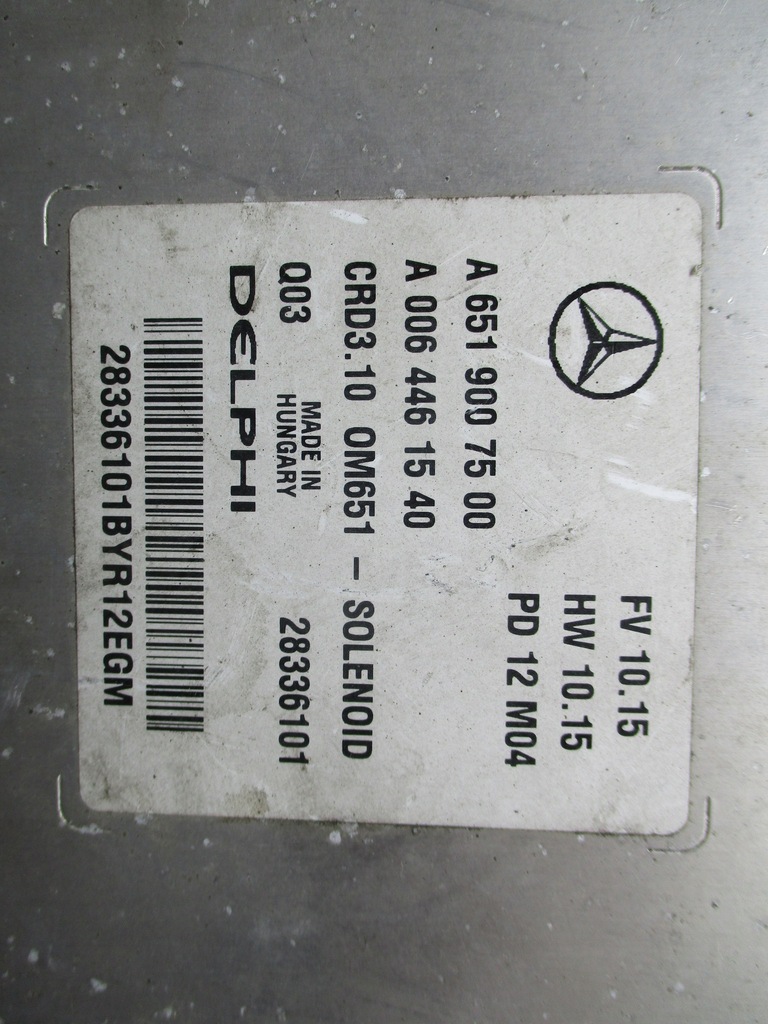 FV 10.15
HW 10.15
PD 12 M04
A 651 900 75 00
A 006 446 15 40
CRD3.10 OM651 - SOLENOID
Q03 MADE IN HUNGARY 28336101
DELPHI
28336101BYR12EGM